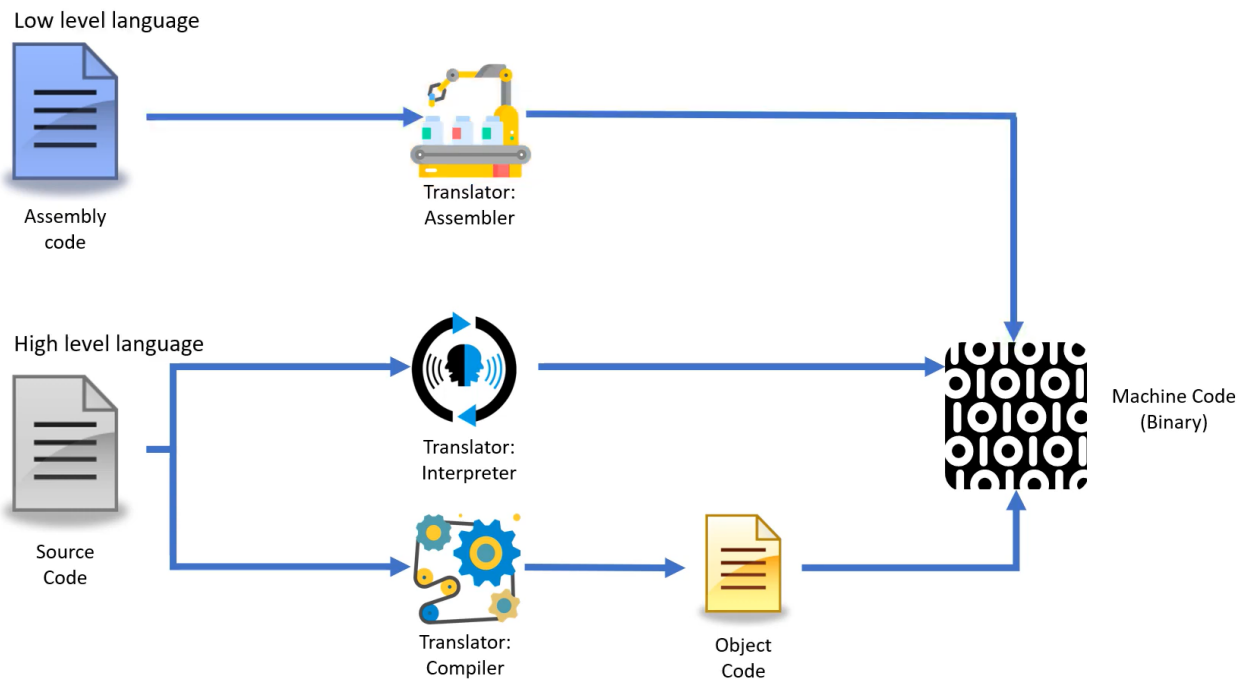 Low level language
Assembly
code
Translator:
Assembler
High level language
Source
Code
Translator:
Interpreter
Translator:
Compiler
Object
Code
Machine Code
(Binary)